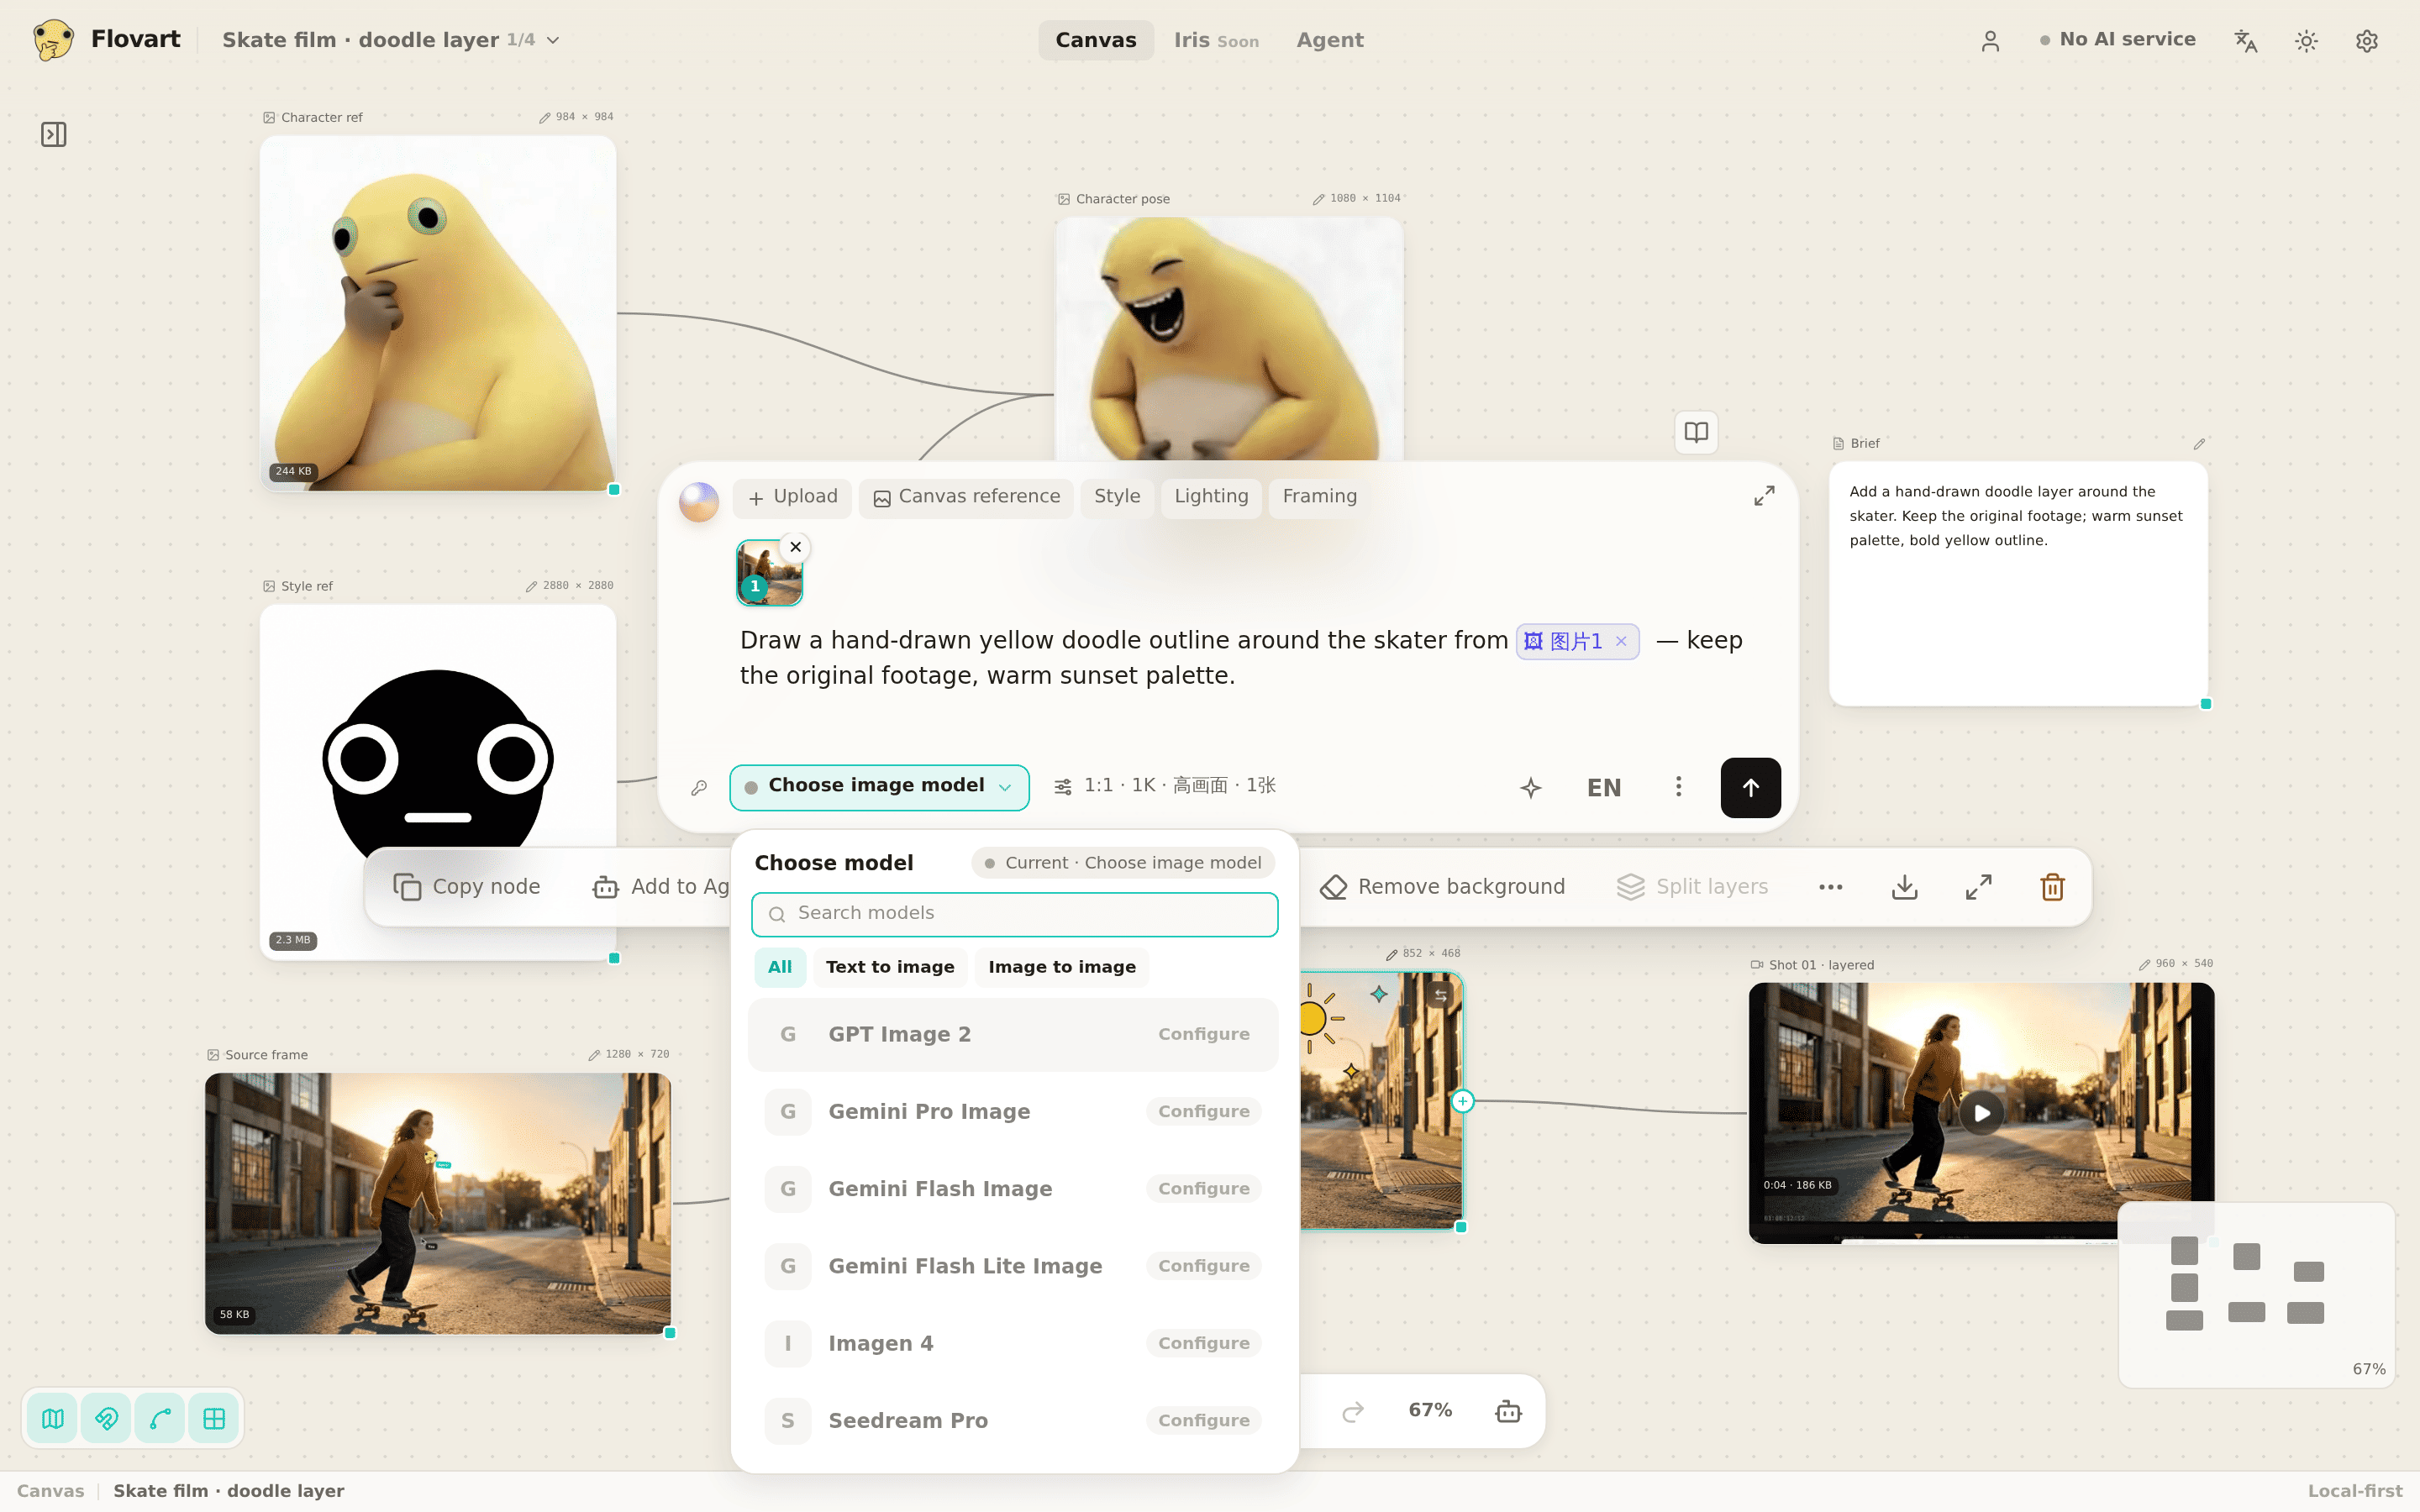 Flovart
Skate film · doodle layer 1/4
Canvas
Iris Soon
Agent
No AI service
Character ref
984 × 984
244 KB
Character pose
1080 × 1104
Upload
Canvas reference
Style
Lighting
Framing
1
Draw a hand-drawn yellow doodle outline around the skater from 图片1 × — keep
the original footage, warm sunset palette.
Choose image model
1:1 · 1K · 高画面 · 1张
EN
Brief
Add a hand-drawn doodle layer around the
skater. Keep the original footage; warm sunset
palette, bold yellow outline.
Style ref
2880 × 2880
2.3 MB
Copy node
Add to Ag
Remove background
Split layers
Choose model
Current · Choose image model
Search models
All
Text to image
Image to image
G GPT Image 2 Configure
G Gemini Pro Image Configure
G Gemini Flash Image Configure
G Gemini Flash Lite Image Configure
I Imagen 4 Configure
S Seedream Pro Configure
852 × 468
Shot 01 · layered
960 × 540
0:04 · 186 KB
Source frame
1280 × 720
58 KB
67%
67%
Canvas
Skate film · doodle layer
Local-first